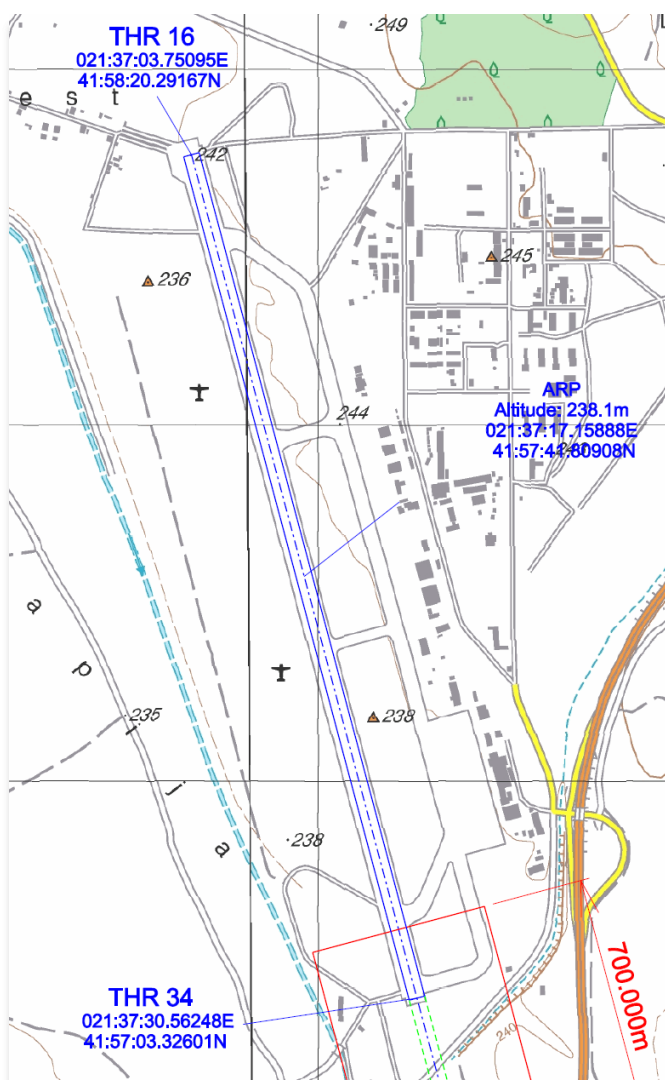 THR 16
021:37:03.75095E
41:58:20.29167N
249
e s t
242
236
245
244
ARP
Altitude: 238.1m
021:37:17.15888E
a
p
i
j
a
235
238
238
THR 34
021:37:30.56248E
41:57:03.32601N
700.000m
240